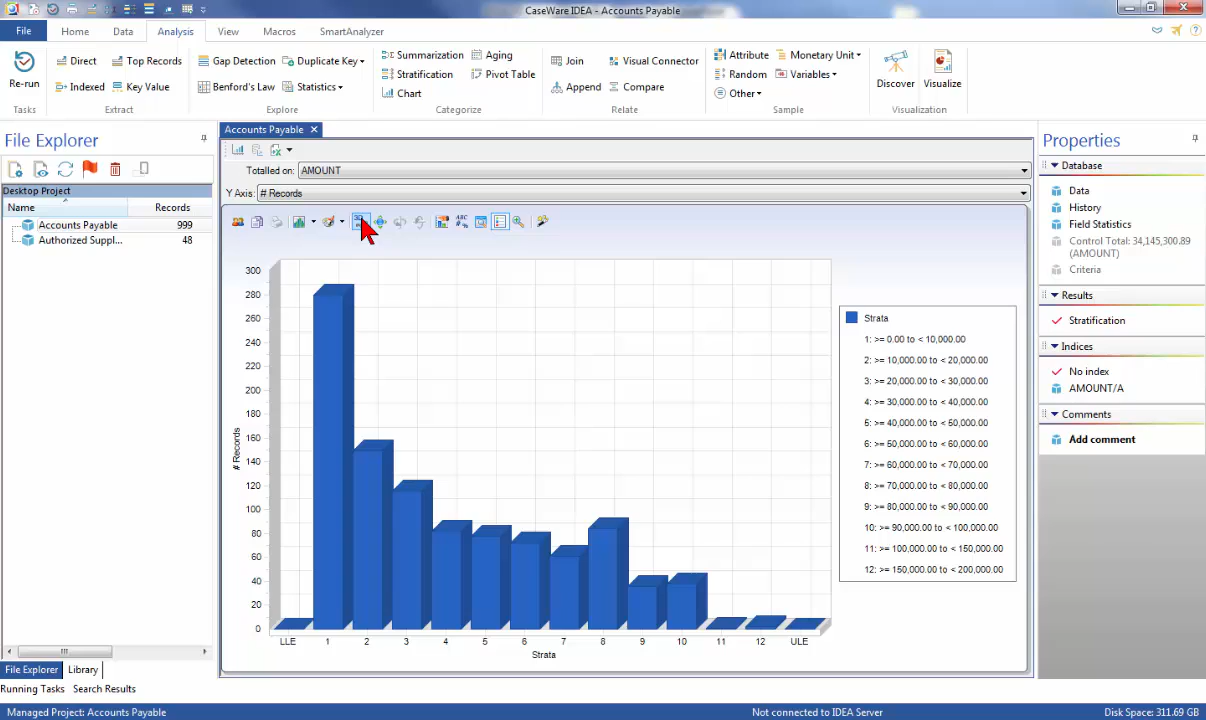 CaseWare IDEA - Accounts Payable
File Home Data Analysis View Macros SmartAnalyzer
Re-run
Tasks
Direct Top Records
Indexed Key Value
Extract
Gap Detection Duplicate Key
Benford's Law Statistics
Explore
Summarization Aging
Stratification Pivot Table
Chart
Categorize
Join Visual Connector
Append Compare
Relate
Attribute Monetary Unit
Random Variables
Other
Sample
Discover Visualize
Visualization
File Explorer
Desktop Project
Name Records
Accounts Payable 999
Authorized Suppl... 48
File Explorer Library
Running Tasks Search Results
Accounts Payable
Totalled on: AMOUNT
Y Axis: # Records
300
280
260
240
220
200
180
160
140
120
100
80
60
40
20
0
# Records
LLE 1 2 3 4 5 6 7 8 9 10 11 12 ULE
Strata
Strata
1: >= 0.00 to < 10,000.00
2: >= 10,000.00 to < 20,000.00
3: >= 20,000.00 to < 30,000.00
4: >= 30,000.00 to < 40,000.00
5: >= 40,000.00 to < 50,000.00
6: >= 50,000.00 to < 60,000.00
7: >= 60,000.00 to < 70,000.00
8: >= 70,000.00 to < 80,000.00
9: >= 80,000.00 to < 90,000.00
10: >= 90,000.00 to < 100,000.00
11: >= 100,000.00 to < 150,000.00
12: >= 150,000.00 to < 200,000.00
Properties
Database
Data
History
Field Statistics
Control Total: 34,145,300.89
(AMOUNT)
Criteria
Results
Stratification
Indices
No index
AMOUNT/A
Comments
Add comment
Managed Project: Accounts Payable Not connected to IDEA Server Disk Space: 311.69 GB